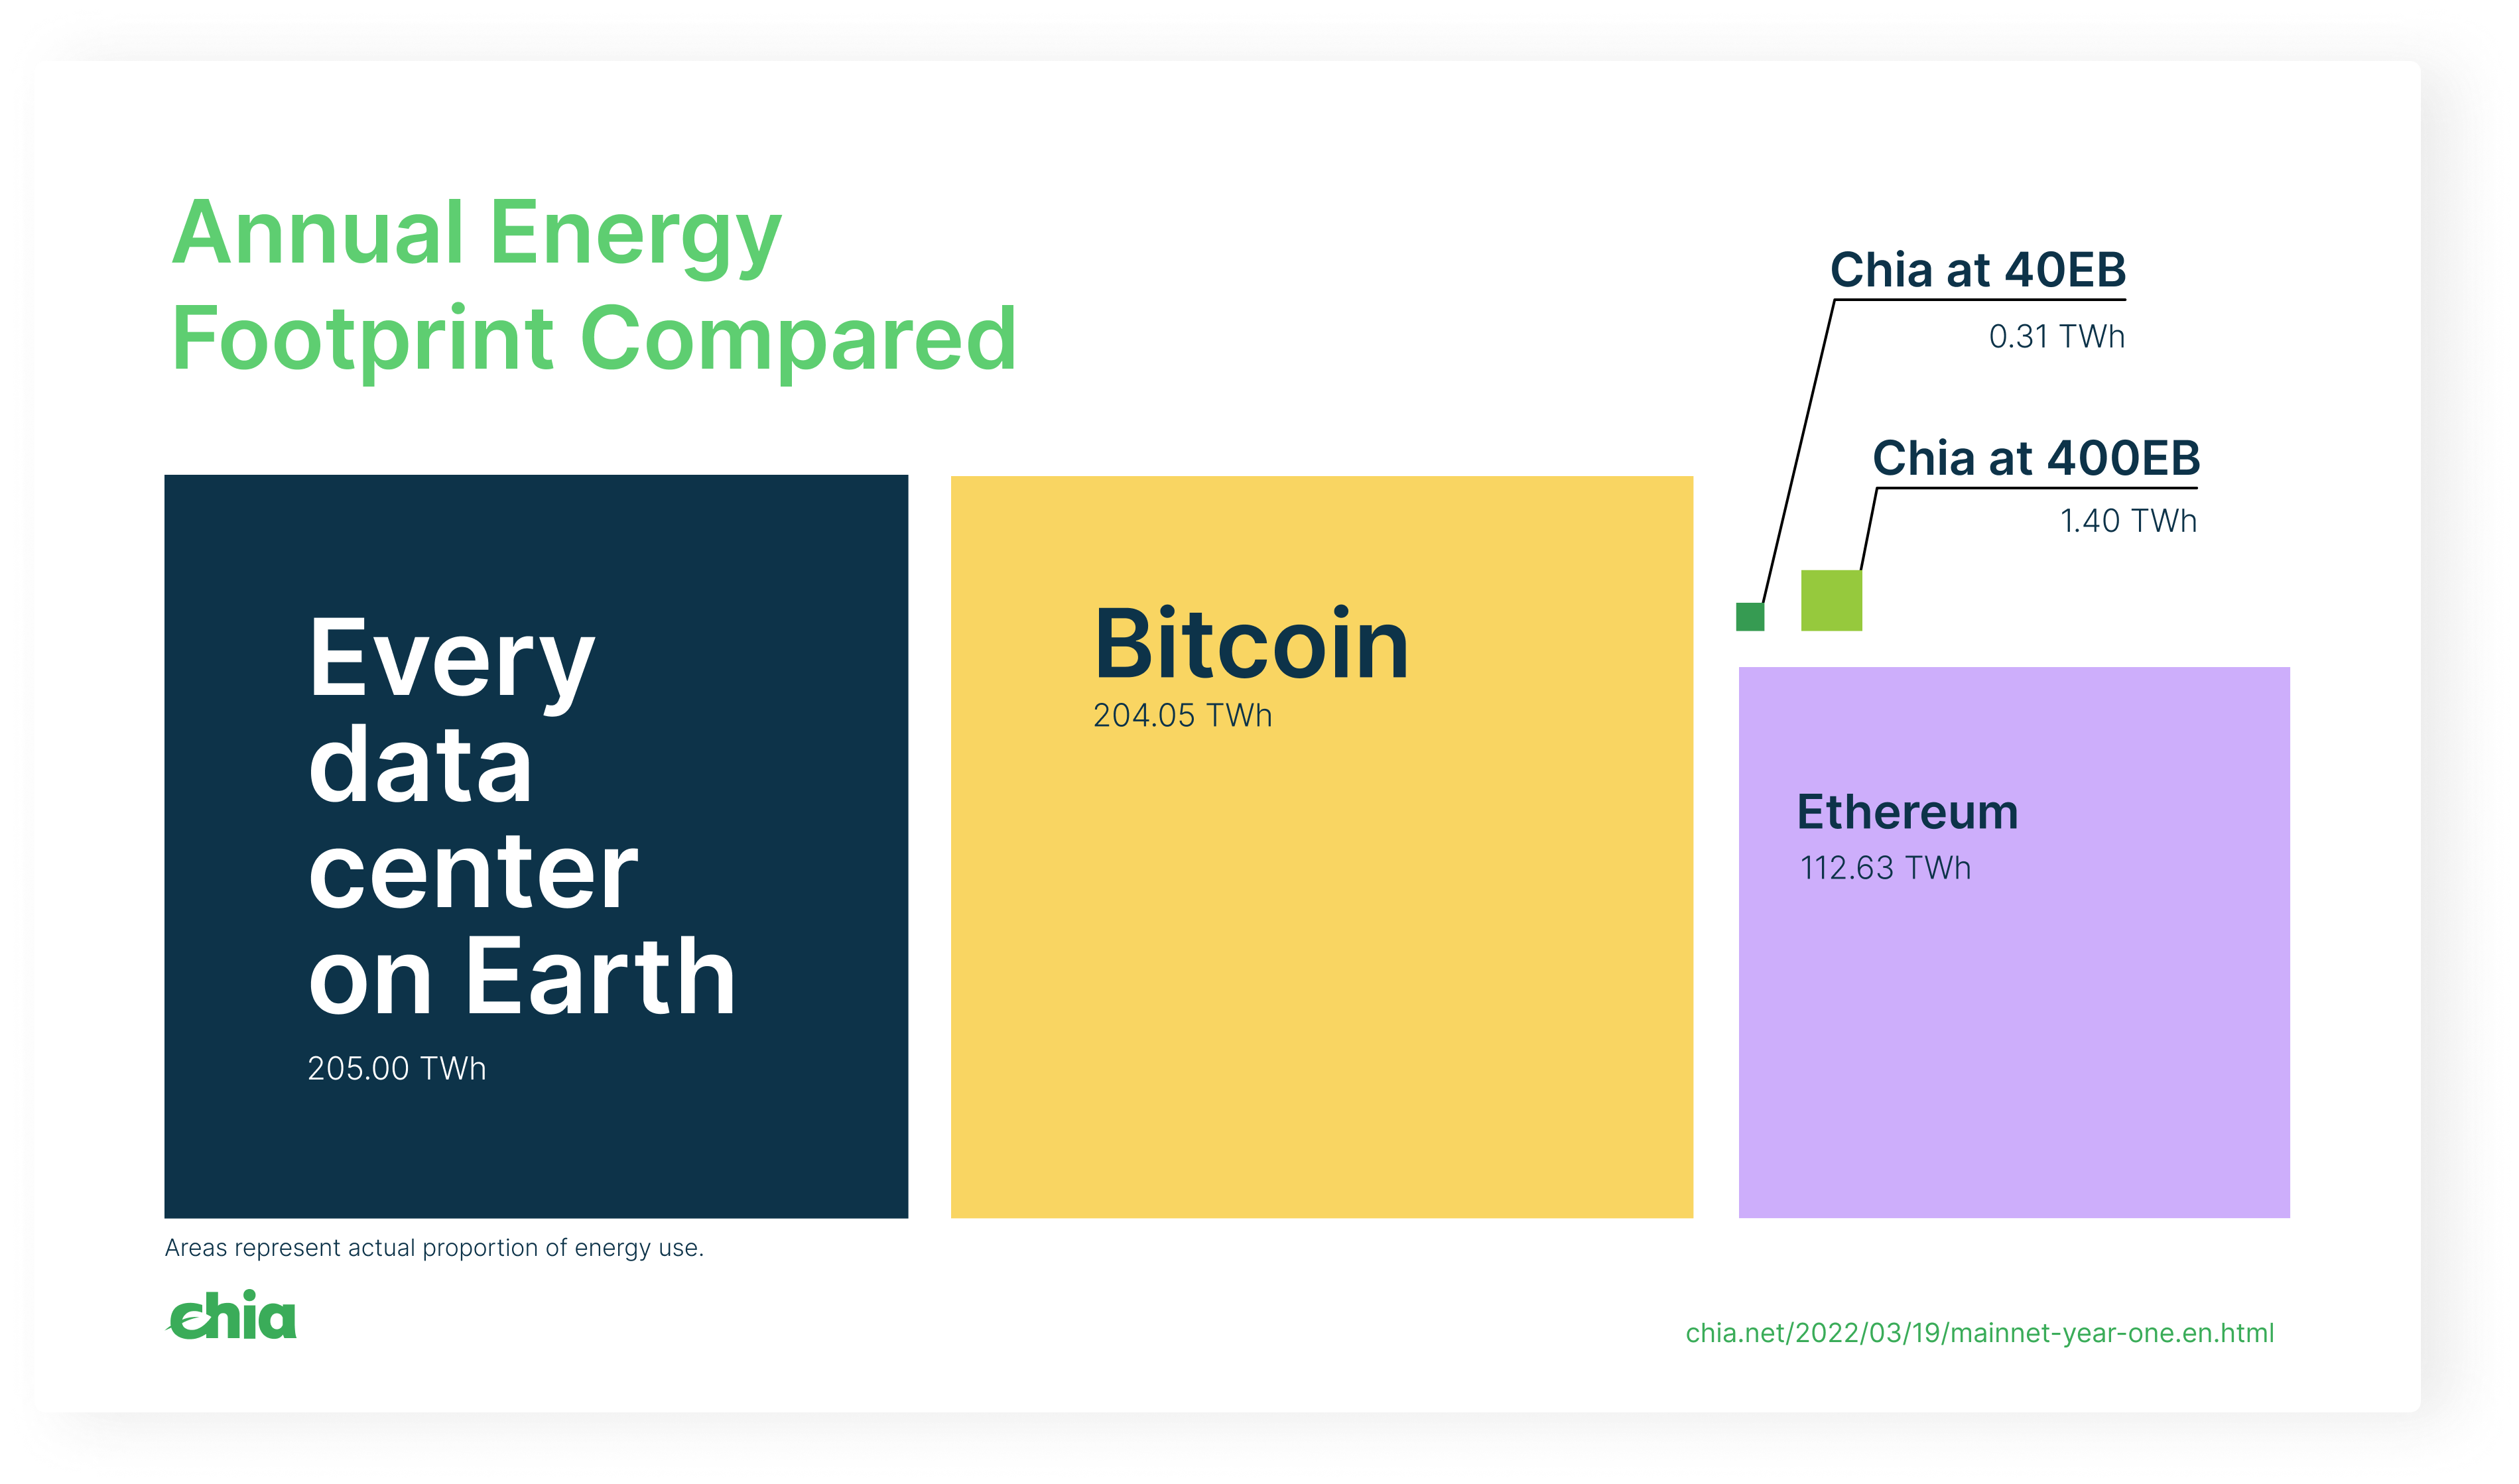 Annual Energy
Footprint Compared
Chia at 40EB
0.31 TWh
Chia at 400EB
1.40 TWh
Every
data
center
on Earth
205.00 TWh
Bitcoin
204.05 TWh
Ethereum
112.63 TWh
Areas represent actual proportion of energy use.
chia
chia.net/2022/03/19/mainnet-year-one.en.html